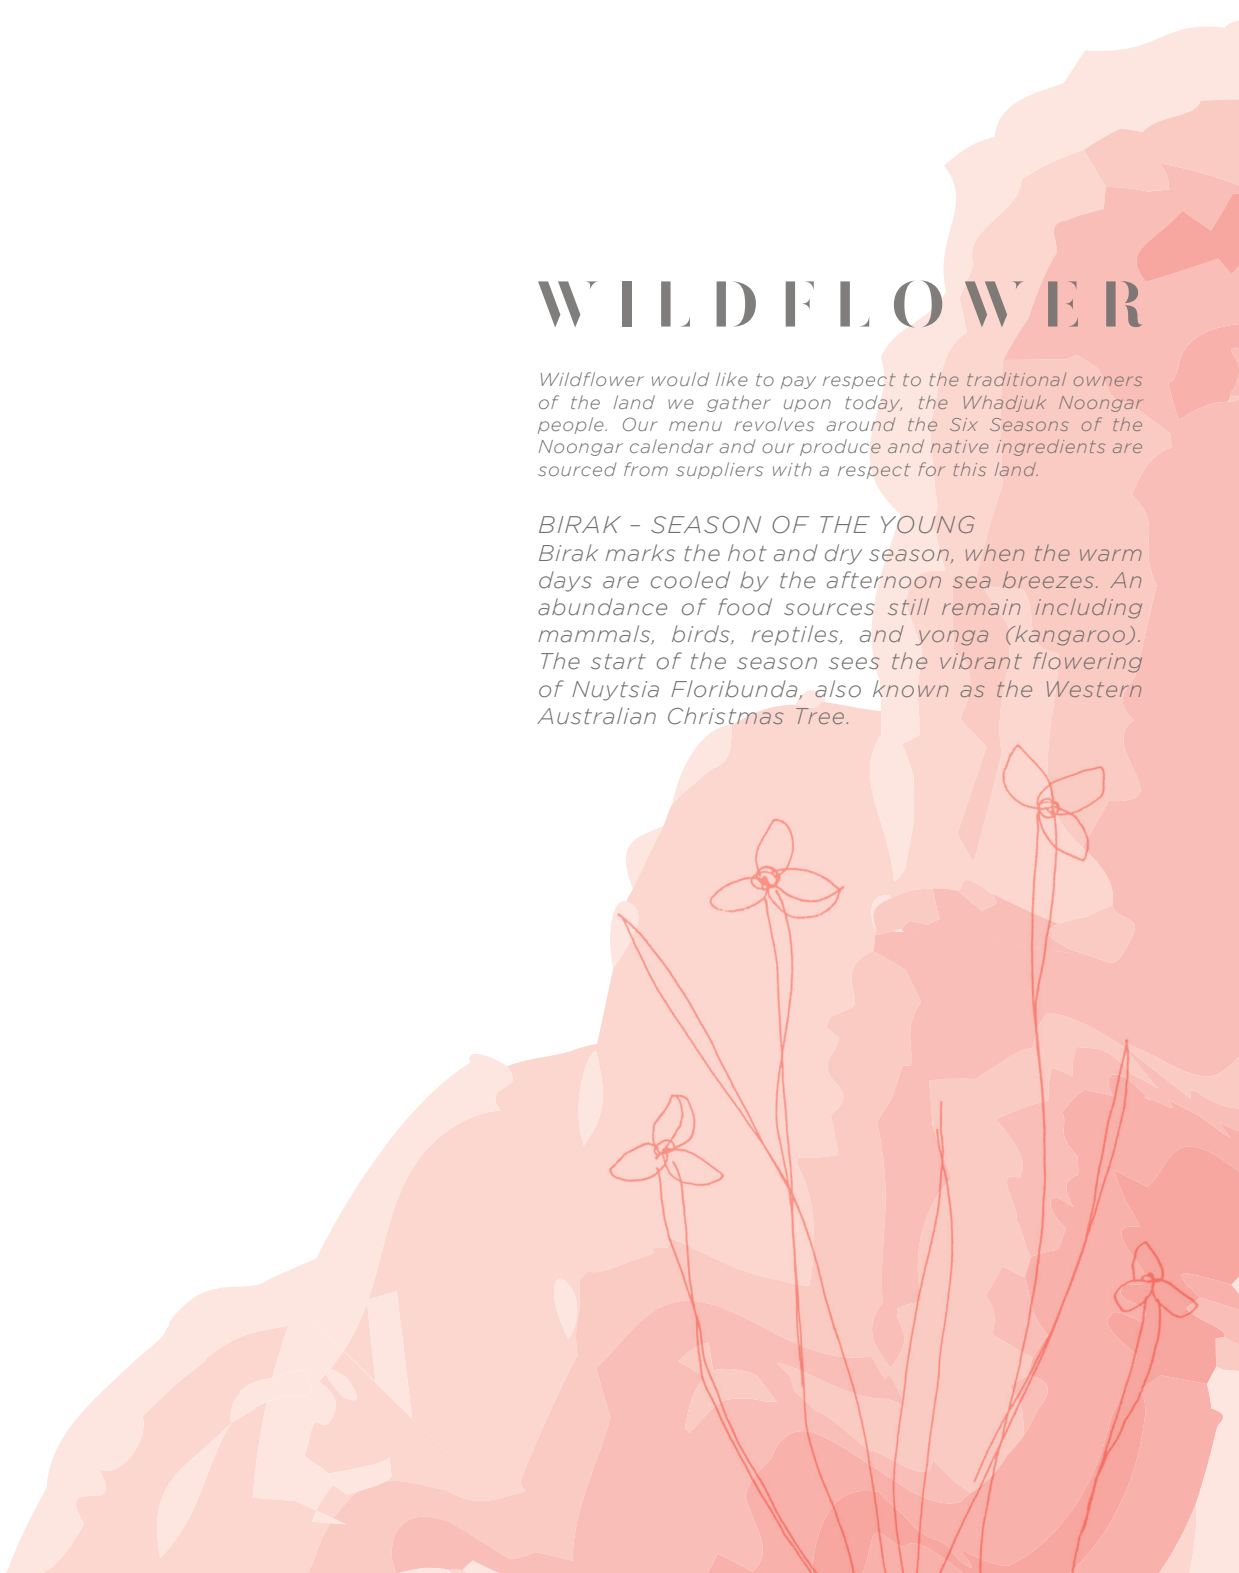 WILDFLOWER
Wildflower would like to pay respect to the traditional owners
of the land we gather upon today, the Whadjuk Noongar
people. Our menu revolves around the Six Seasons of the
Noongar calendar and our produce and native ingredients are
sourced from suppliers with a respect for this land.
BIRAK – SEASON OF THE YOUNG
Birak marks the hot and dry season, when the warm
days are cooled by the afternoon sea breezes. An
abundance of food sources still remain including
mammals, birds, reptiles, and yonga (kangaroo).
The start of the season sees the vibrant flowering
of Nuytsia Floribunda, also known as the Western
Australian Christmas Tree.